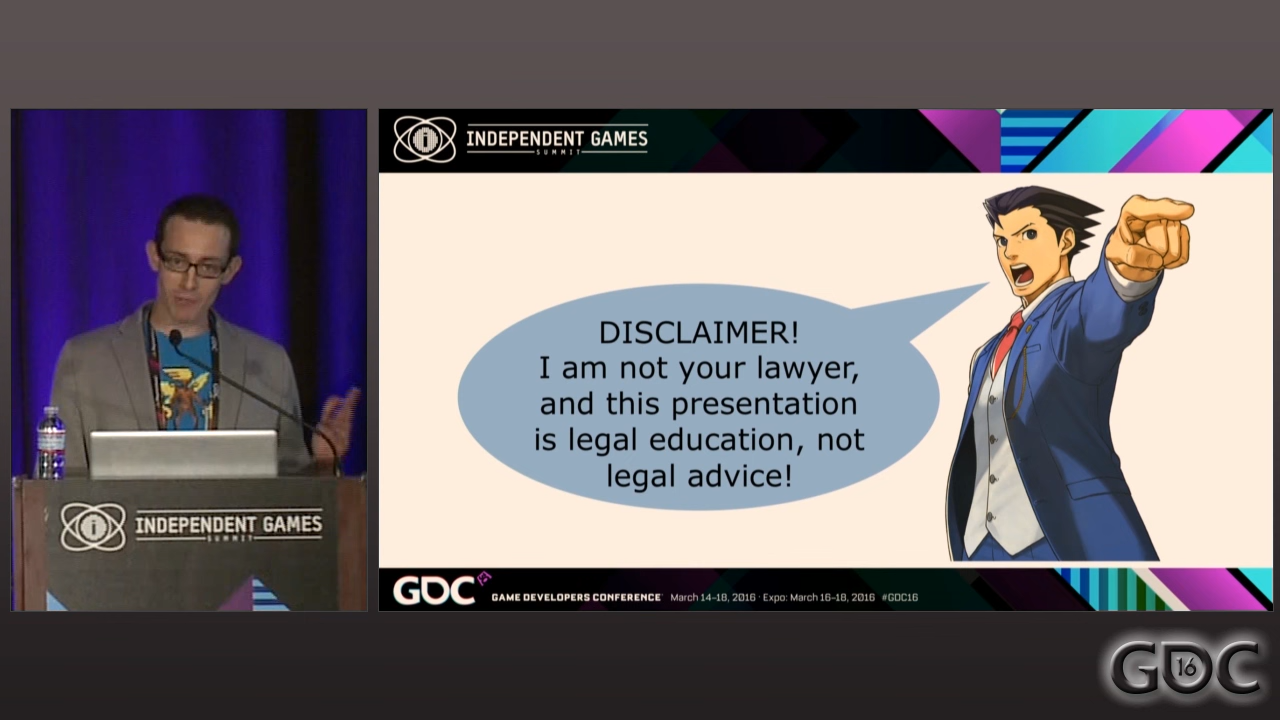 INDEPENDENT GAMES
SUMMIT
DISCLAIMER!
I am not your lawyer,
and this presentation
is legal education, not
legal advice!
INDEPENDENT GAMES
SUMMIT
GDC
GAME DEVELOPERS CONFERENCE March 14–18, 2016 · Expo: March 16–18, 2016 #GDC16
GDC
16